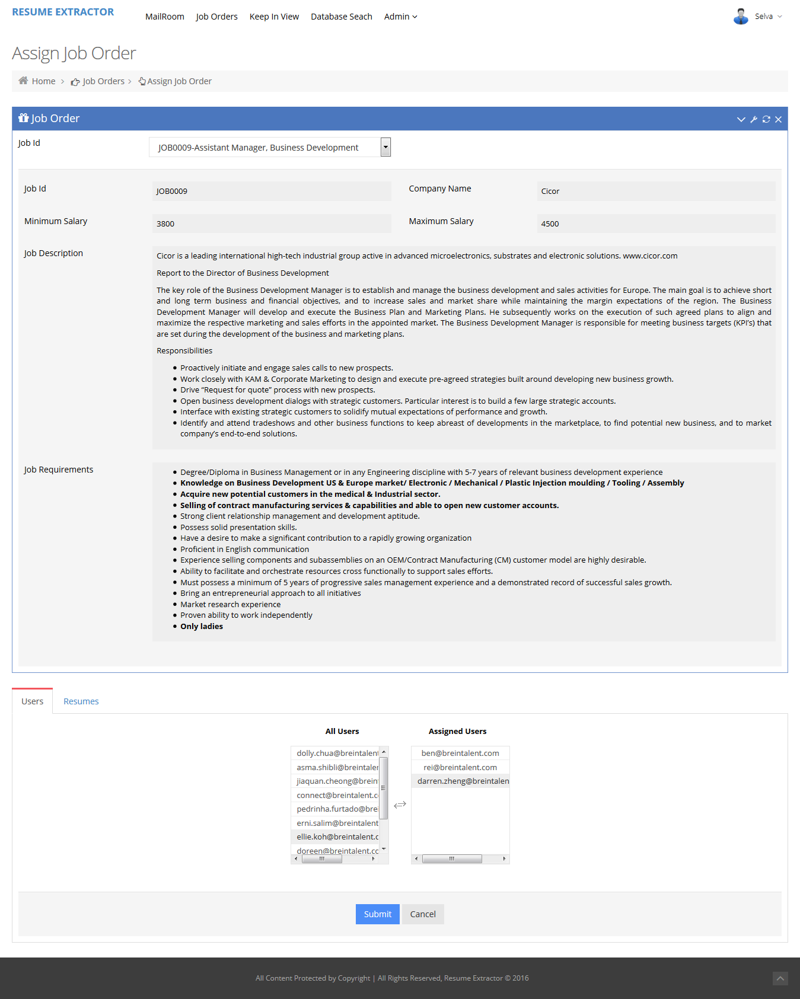 RESUME EXTRACTOR
MailRoom Job Orders Keep In View Database Seach Admin
Selva
Assign Job Order
Home > Job Orders > Assign Job Order
Job Order
Job Id
JOB0009-Assistant Manager, Business Development
Job Id
JOB0009
Company Name
Cicor
Minimum Salary
3800
Maximum Salary
4500
Job Description
Cicor is a leading international high-tech industrial group active in advanced microelectronics, substrates and electronic solutions. www.cicor.com
Report to the Director of Business Development
The key role of the Business Development Manager is to establish and manage the business development and sales activities for Europe. The main goal is to achieve short
and long term business and financial objectives, and to increase sales and market share while maintaining the margin expectations of the region. The Business
Development Manager will develop and execute the Business Plan and Marketing Plans. He subsequently works on the execution of such agreed plans to align and
maximize the respective marketing and sales efforts in the appointed market. The Business Development Manager is responsible for meeting business targets (KPI’s) that
are set during the development of the business and marketing plans.
Responsibilities
• Proactively initiate and engage sales calls to new prospects.
• Work closely with KAM & Corporate Marketing to design and execute pre-agreed strategies built around developing new business growth.
• Drive “Request for quote” process with new prospects.
• Open business development dialogs with strategic customers. Particular interest is to build a few large strategic accounts.
• Interface with existing strategic customers to solidify mutual expectations of performance and growth.
• Identify and attend tradeshows and other business functions to keep abreast of developments in the marketplace, to find potential new business, and to market
company’s end-to-end solutions.
Job Requirements
• Degree/Diploma in Business Management or in any Engineering discipline with 5-7 years of relevant business development experience
• Knowledge on Business Development US & Europe market/ Electronic / Mechanical / Plastic Injection moulding / Tooling / Assembly
• Acquire new potential customers in the medical & Industrial sector.
• Selling of contract manufacturing services & capabilities and able to open new customer accounts.
• Strong client relationship management and development aptitude.
• Possess solid presentation skills.
• Have a desire to make a significant contribution to a rapidly growing organization
• Proficient in English communication
• Experience selling components and subassemblies on an OEM/Contract Manufacturing (CM) customer model are highly desirable.
• Ability to facilitate and orchestrate resources cross functionally to support sales efforts.
• Must possess a minimum of 5 years of progressive sales management experience and a demonstrated record of successful sales growth.
• Bring an entrepreneurial approach to all initiatives
• Market research experience
• Proven ability to work independently
• Only ladies
Users Resumes
All Users
dolly.chua@breintalent
asma.shibli@breintaler
jiaquan.cheong@brein
connect@breintalent.c
pedrinha.furtado@bre
erni.salim@breintalent
ellie.koh@breintalent.c
doreen@breintalent.cc
Assigned Users
ben@breintalent.com
rei@breintalent.com
darren.zheng@breintalen
Submit Cancel
All Content Protected by Copyright | All Rights Reserved, Resume Extractor © 2016